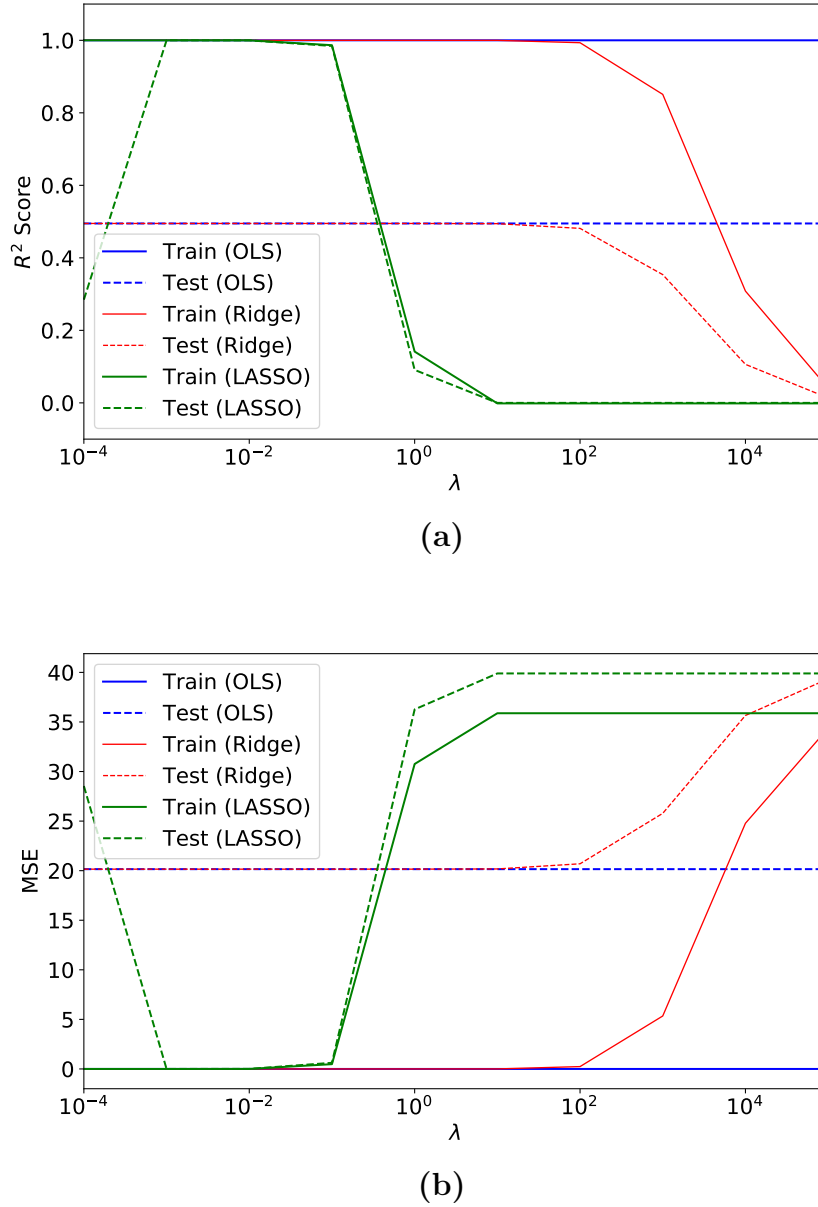 1.0
0.8
0.6
0.4
0.2
0.0
R² Score
Train (OLS)
Test (OLS)
Train (Ridge)
Test (Ridge)
Train (LASSO)
Test (LASSO)
10⁻⁴
10⁻²
10⁰
10²
10⁴
λ
(a)
40
35
30
25
20
15
10
5
0
MSE
Train (OLS)
Test (OLS)
Train (Ridge)
Test (Ridge)
Train (LASSO)
Test (LASSO)
10⁻⁴
10⁻²
10⁰
10²
10⁴
λ
(b)